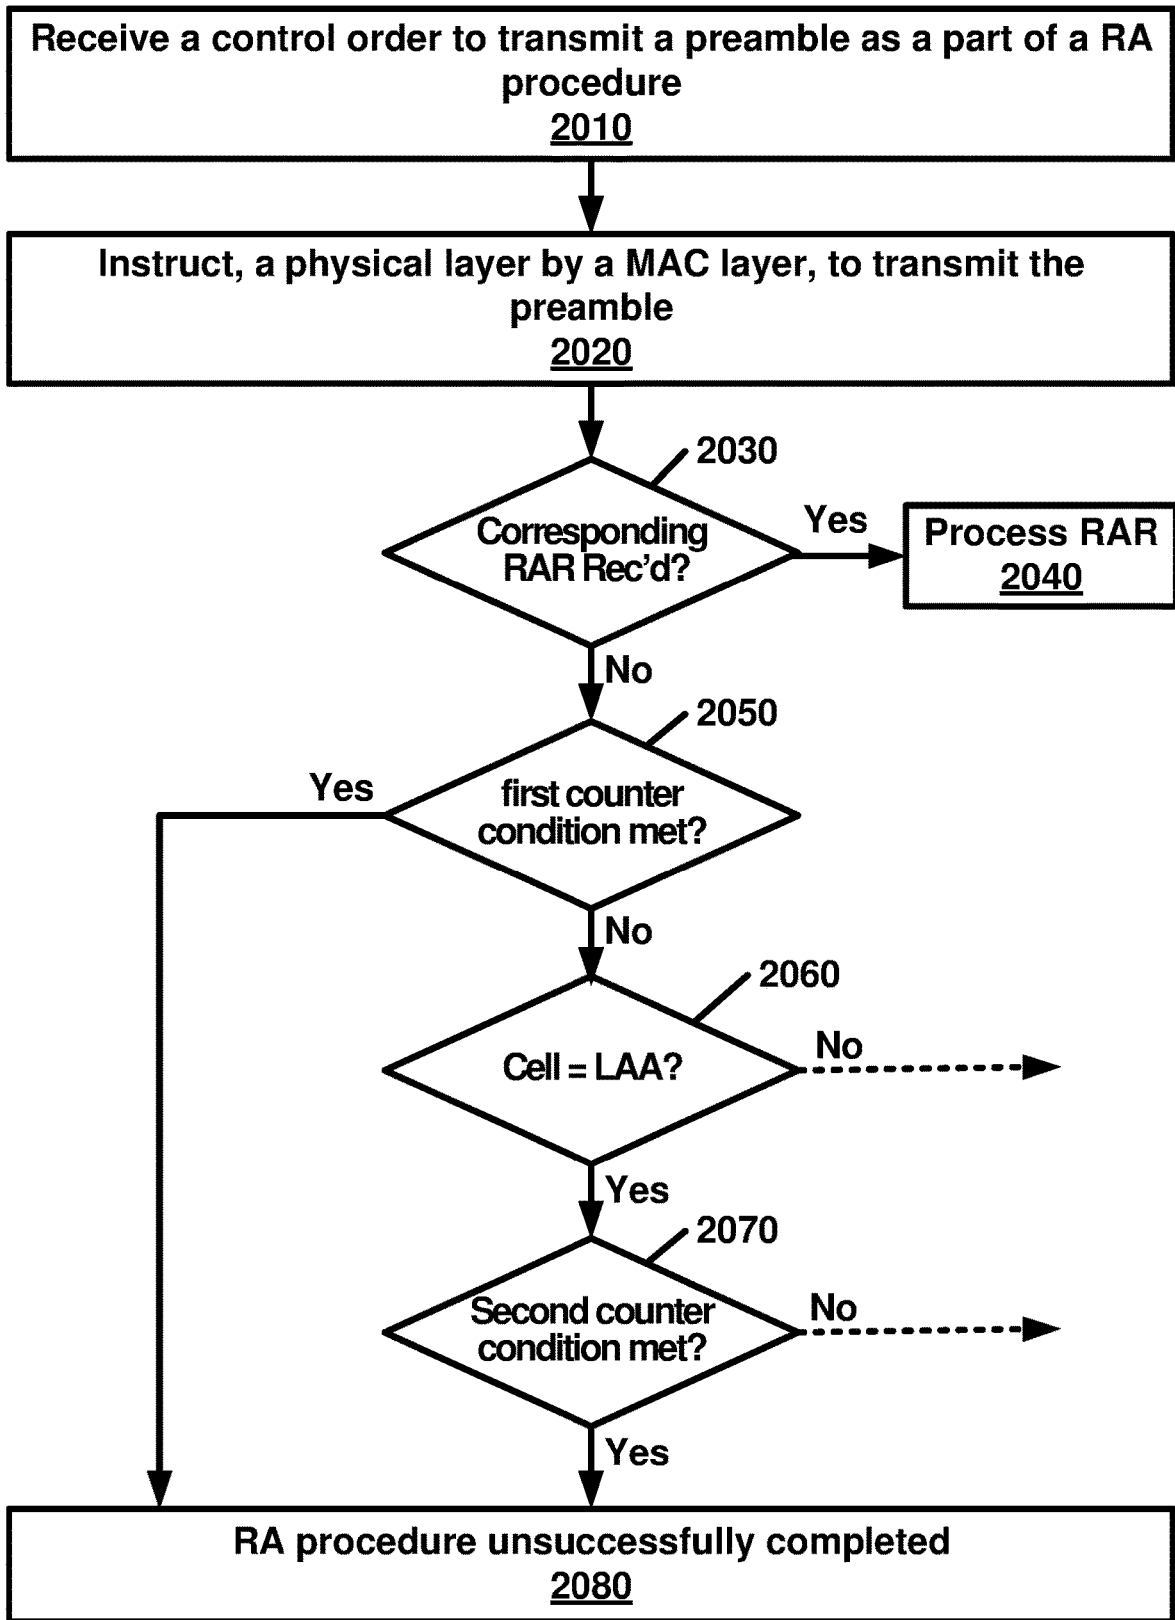 Receive a control order to transmit a preamble as a part of a RA
procedure
2010
Instruct, a physical layer by a MAC layer, to transmit the
preamble
2020
2030
Corresponding
RAR Rec'd?
Yes
Process RAR
2040
No
2050
Yes
first counter
condition met?
No
2060
Cell = LAA?
No
Yes
2070
Second counter
condition met?
No
Yes
RA procedure unsuccessfully completed
2080